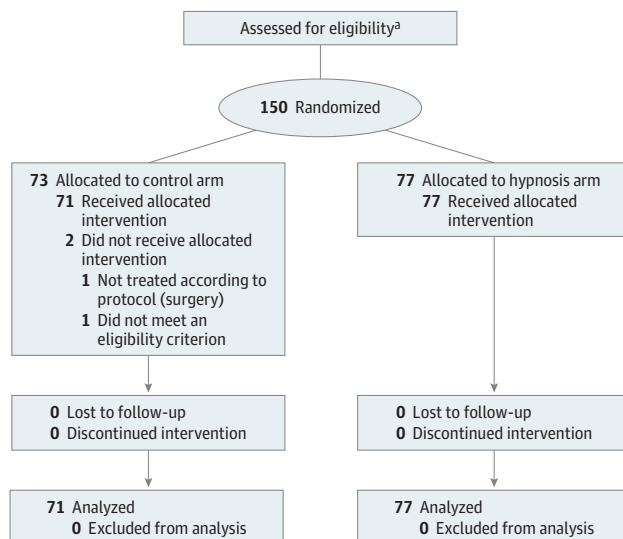 Assessed for eligibilityᵃ
150 Randomized
73 Allocated to control arm
71 Received allocated
intervention
2 Did not receive allocated
intervention
1 Not treated according to
protocol (surgery)
1 Did not meet an
eligibility criterion
77 Allocated to hypnosis arm
77 Received allocated
intervention
0 Lost to follow-up
0 Discontinued intervention
0 Lost to follow-up
0 Discontinued intervention
71 Analyzed
0 Excluded from analysis
77 Analyzed
0 Excluded from analysis